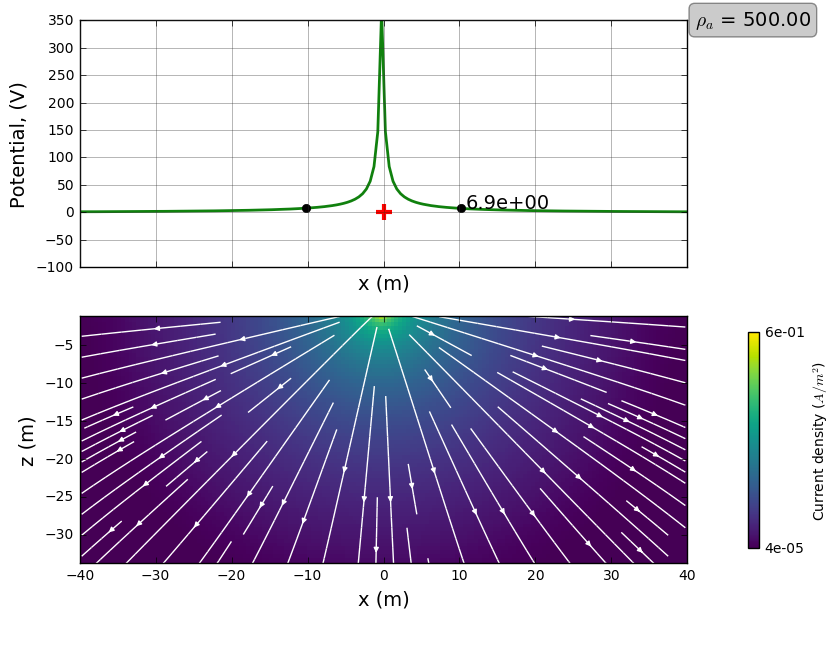 ρₐ = 500.00
350
300
250
200
150
100
50
0
−50
−100
Potential, (V)
6.9e+00
x (m)
−5
−10
−15
−20
−25
−30
z (m)
−40 −30 −20 −10 0 10 20 30 40
x (m)
6e-01
4e-05
Current density (A/m²)